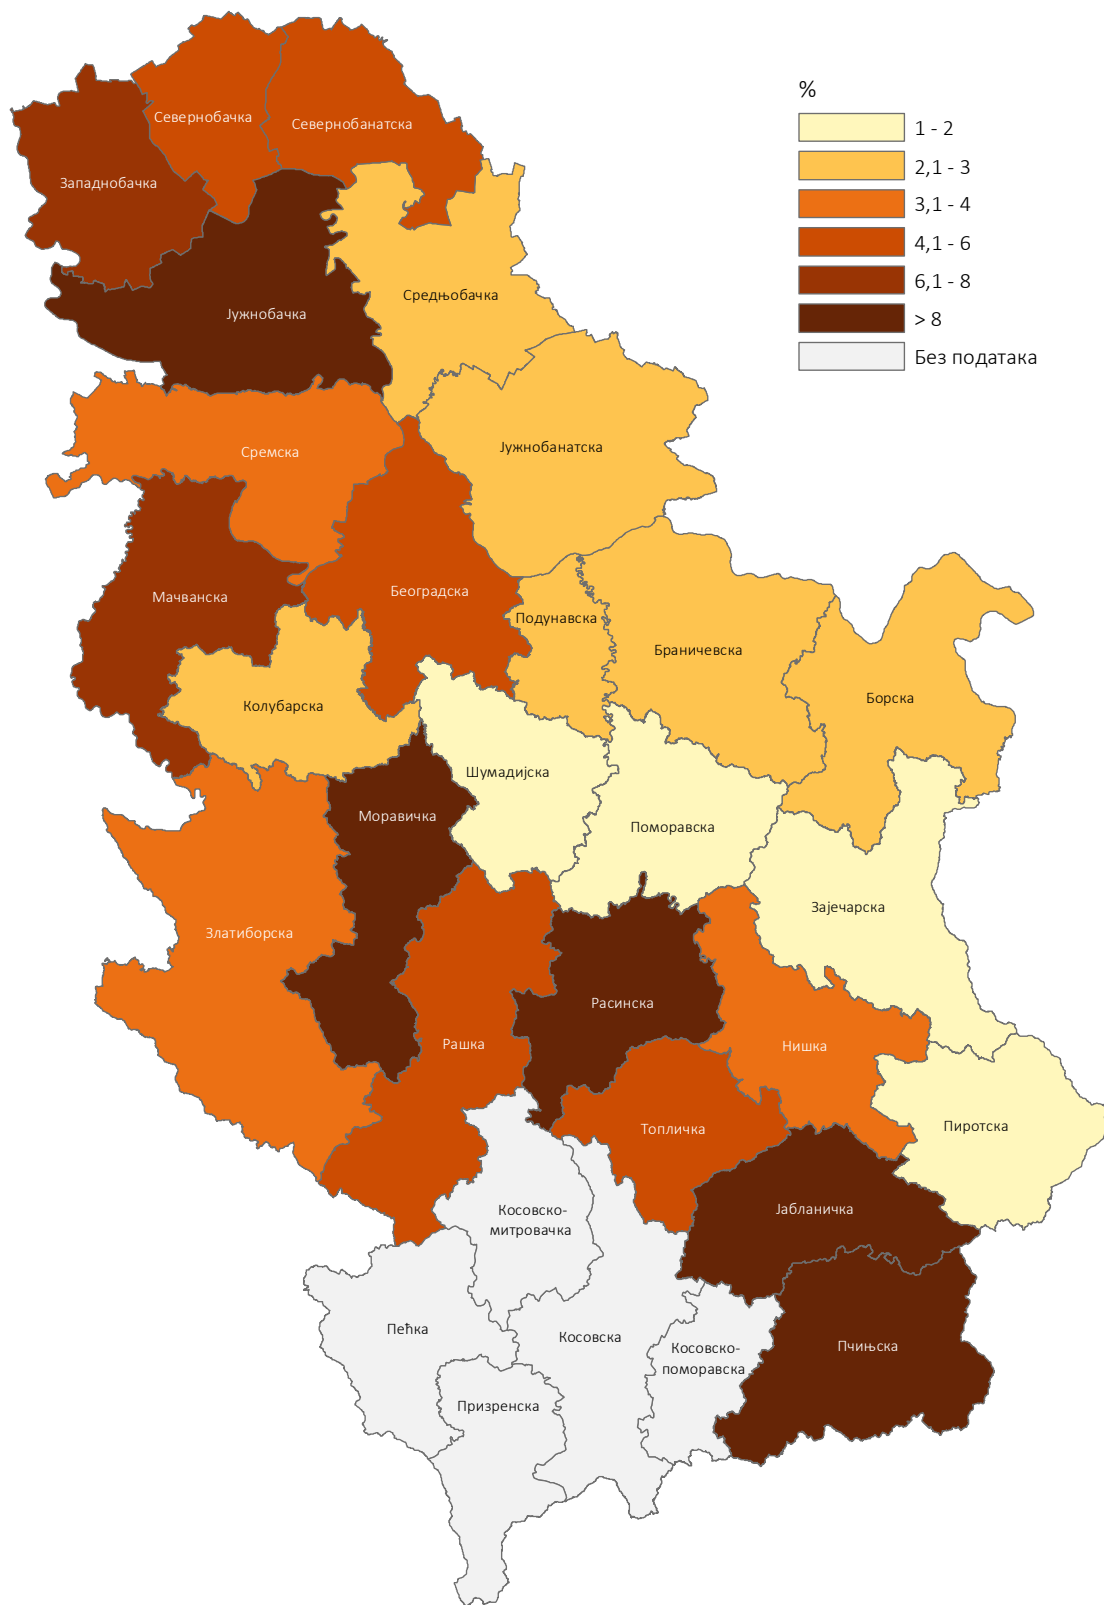 %
1 - 2
2,1 - 3
3,1 - 4
4,1 - 6
6,1 - 8
> 8
Без података
Севернобачка
Севернобанатска
Западнобачка
Средњобачка
Јужнобачка
Јужнобанатска
Сремска
Београдска
Мачванска
Подунавска
Браничевска
Борска
Колубарска
Шумадијска
Моравичка
Поморавска
Зајечарска
Златиборска
Расинска
Рашка
Нишка
Топличка
Пиротска
Јабланичка
Косовско-
митровачка
Пећка
Косовска
Косовско-
поморавска
Пчињска
Призренска